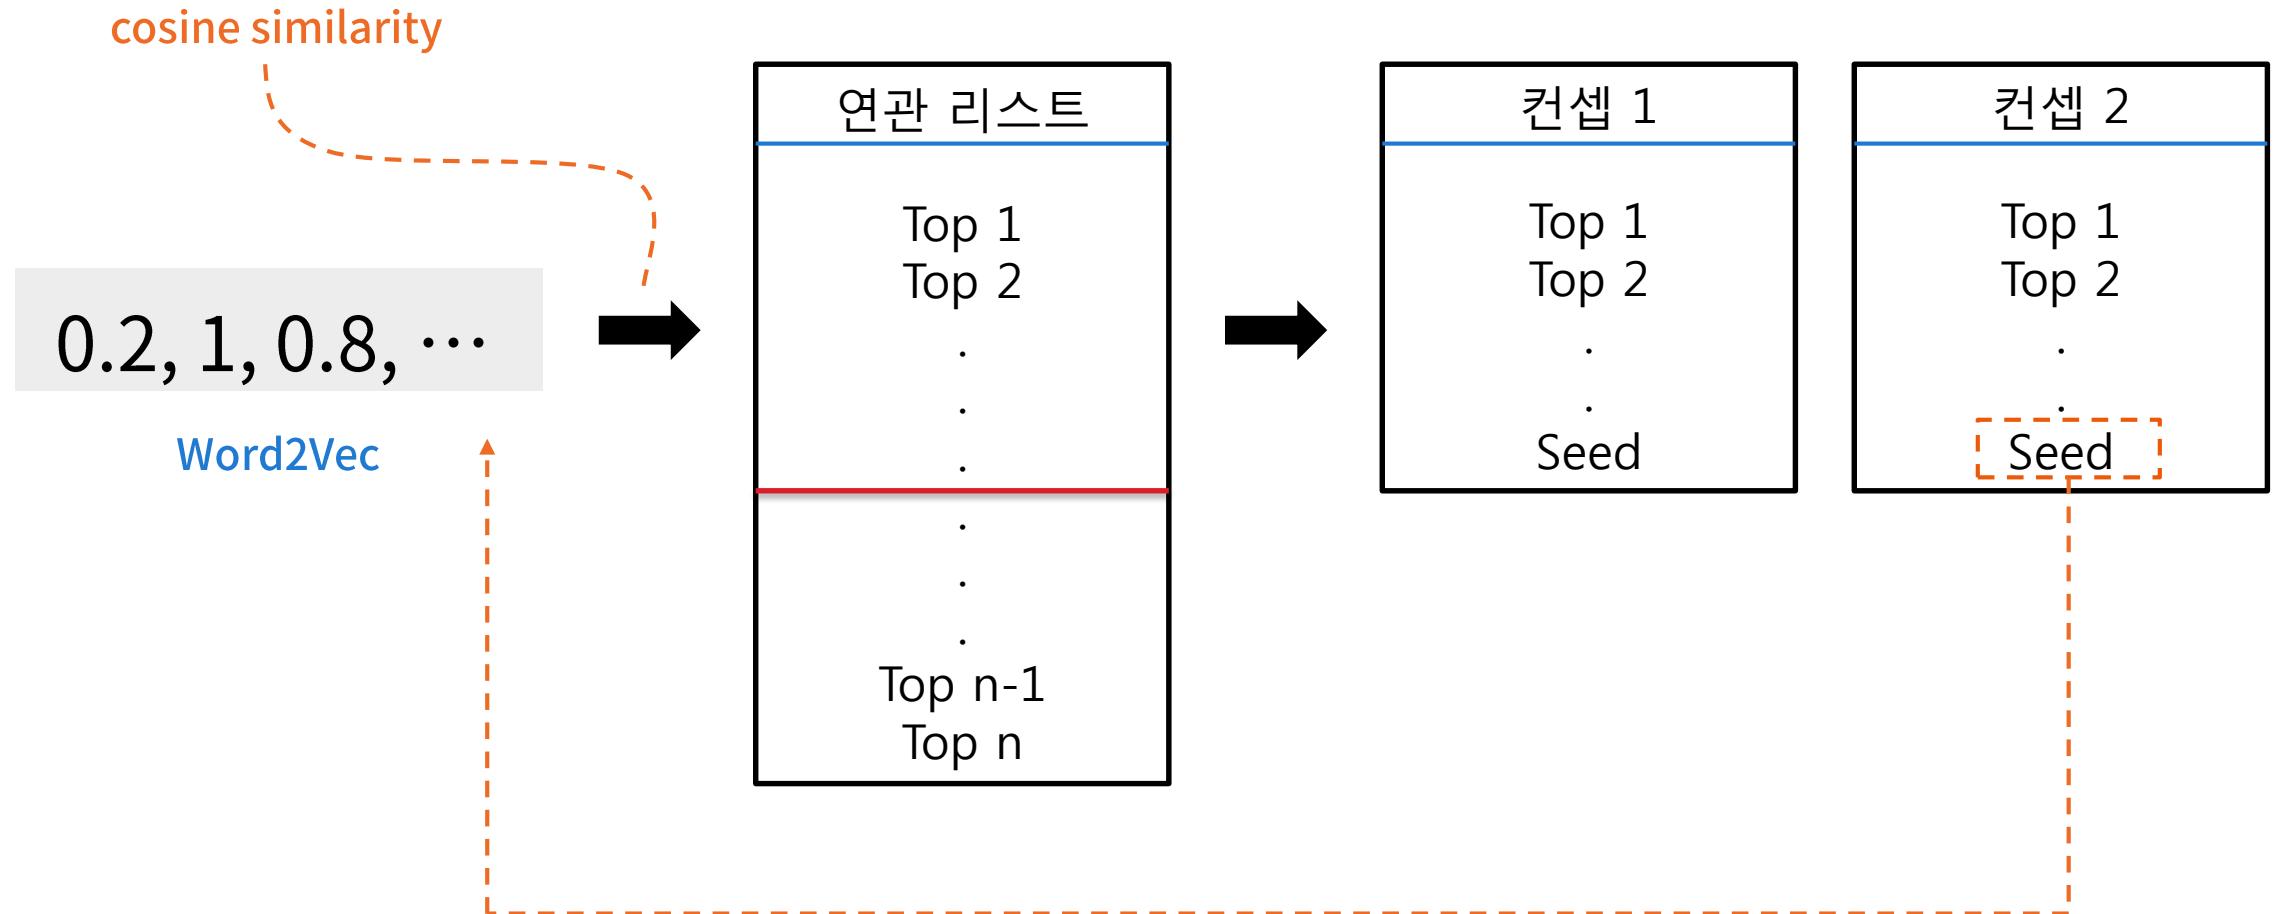 cosine similarity
0.2, 1, 0.8, …
Word2Vec
연관 리스트
Top 1
Top 2
.
.
.
.
.
.
Top n-1
Top n
컨셉 1
Top 1
Top 2
.
.
Seed
컨셉 2
Top 1
Top 2
.
.
Seed